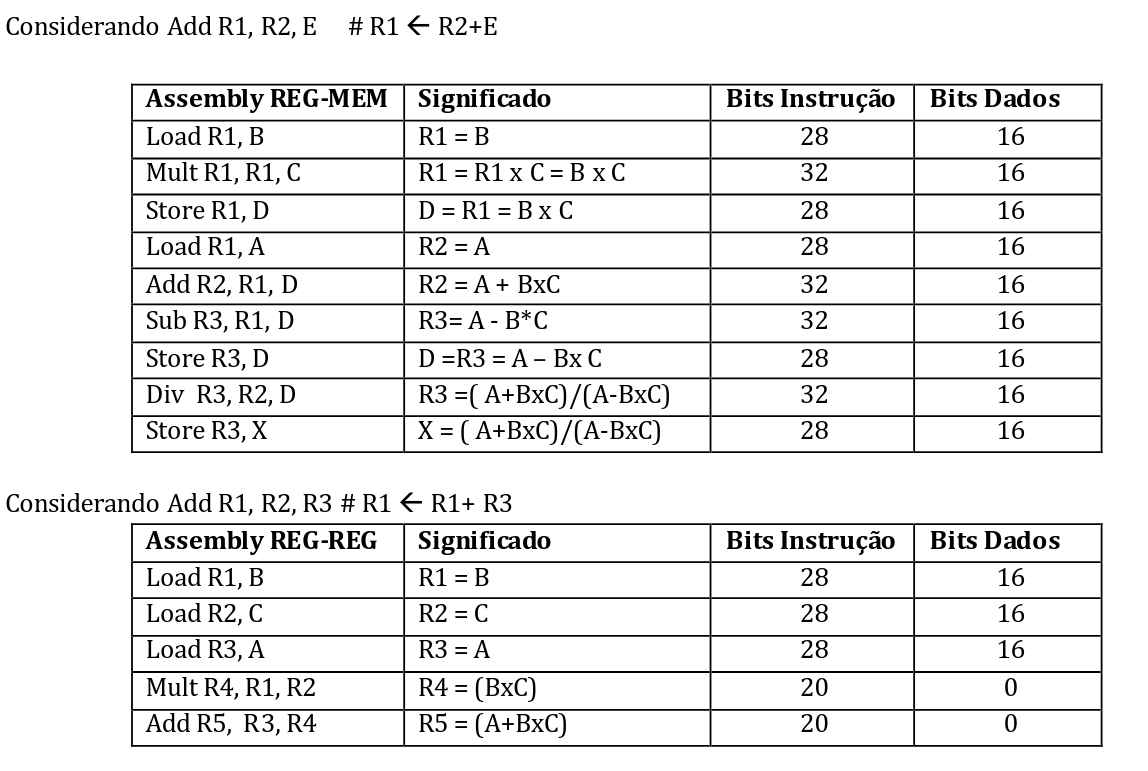 Considerando Add R1, R2, E # R1 ← R2+E
Assembly REG-MEM Significado Bits Instrução Bits Dados
Load R1, B R1 = B 28 16
Mult R1, R1, C R1 = R1 x C = B x C 32 16
Store R1, D D = R1 = B x C 28 16
Load R1, A R2 = A 28 16
Add R2, R1, D R2 = A + BxC 32 16
Sub R3, R1, D R3= A - B*C 32 16
Store R3, D D =R3 = A – Bx C 28 16
Div R3, R2, D R3 =( A+BxC)/(A-BxC) 32 16
Store R3, X X = ( A+BxC)/(A-BxC) 28 16
Considerando Add R1, R2, R3 # R1 ← R1+ R3
Assembly REG-REG Significado Bits Instrução Bits Dados
Load R1, B R1 = B 28 16
Load R2, C R2 = C 28 16
Load R3, A R3 = A 28 16
Mult R4, R1, R2 R4 = (BxC) 20 0
Add R5, R3, R4 R5 = (A+BxC) 20 0